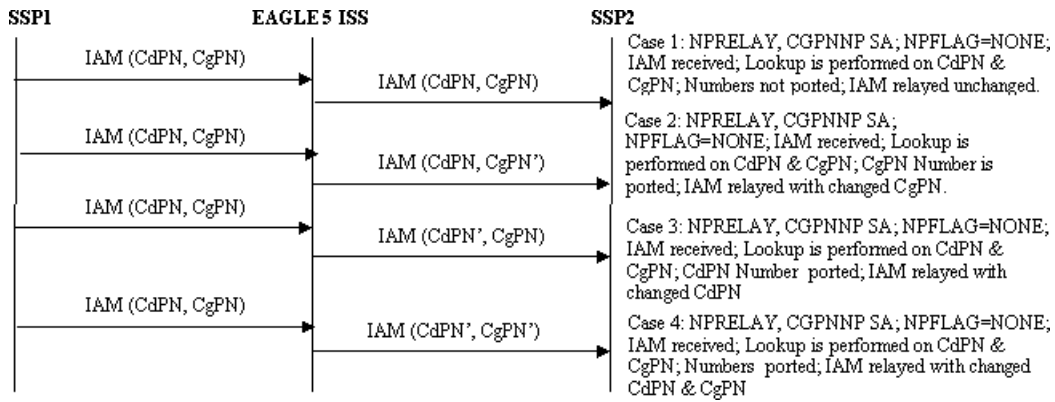 SSP1 EAGLE 5 ISS SSP2
IAM (CdPN, CgPN)
IAM (CdPN, CgPN)
Case 1: NPRELAY, CGPNNP SA; NPFLAG=NONE;
IAM received; Lookup is performed on CdPN &
CgPN; Numbers not ported; IAM relayed unchanged.
IAM (CdPN, CgPN)
IAM (CdPN, CgPN’)
Case 2: NPRELAY, CGPNNP SA;
NPFLAG=NONE; IAM received; Lookup is
performed on CdPN & CgPN; CgPN Number is
ported; IAM relayed with changed CgPN.
IAM (CdPN, CgPN)
IAM (CdPN’, CgPN)
Case 3: NPRELAY, CGPNNP SA; NPFLAG=NONE;
IAM received; Lookup is performed on CdPN &
CgPN; CdPN Number ported; IAM relayed with
changed CdPN
IAM (CdPN, CgPN)
IAM (CdPN’, CgPN’)
Case 4: NPRELAY, CGPNNP SA; NPFLAG=NONE;
IAM received; Lookup is performed on CdPN &
CgPN; Numbers ported; IAM relayed with changed
CdPN & CgPN